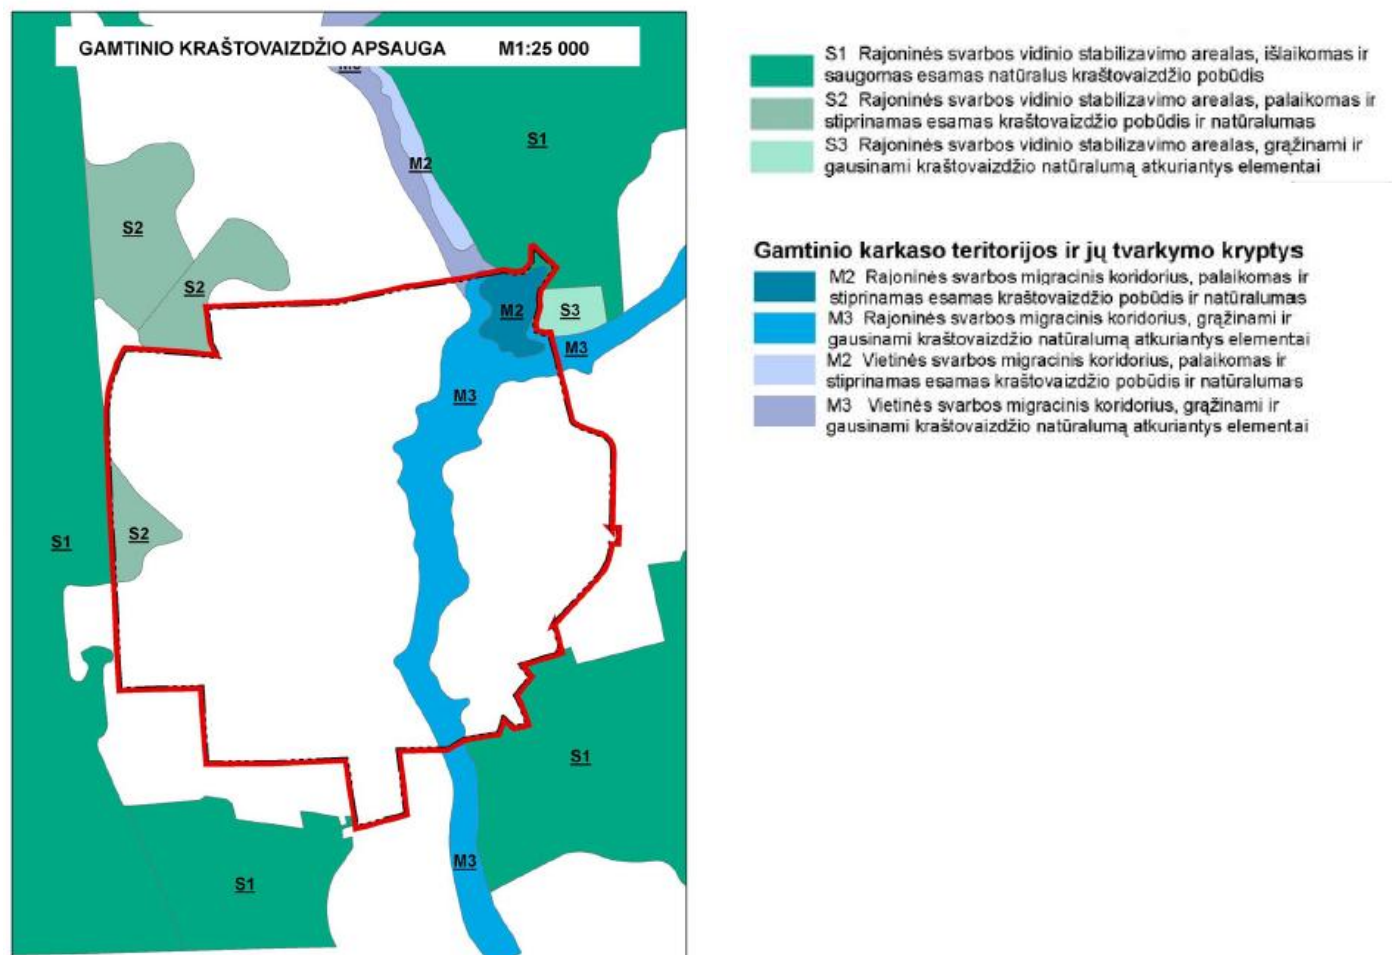 GAMTINIO KRAŠTOVAIZDŽIO APSAUGA M1:25 000
M3
S1
M2
S2
S2
M2
S3
M3
M3
S2
S1
S1
M3
S1
S1 Rajoninės svarbos vidinio stabilizavimo arealas, išlaikomas ir
saugomas esamas natūralus kraštovaizdžio pobūdis
S2 Rajoninės svarbos vidinio stabilizavimo arealas, palaikomas ir
stiprinamas esamas kraštovaizdžio pobūdis ir natūralumas
S3 Rajoninės svarbos vidinio stabilizavimo arealas, grąžinami ir
gausinami kraštovaizdžio natūralumą atkuriantys elementai
Gamtinio karkaso teritorijos ir jų tvarkymo kryptys
M2 Rajoninės svarbos migracinis koridorius, palaikomas ir
stiprinamas esamas kraštovaizdžio pobūdis ir natūralumas
M3 Rajoninės svarbos migracinis koridorius, grąžinami ir
gausinami kraštovaizdžio natūralumą atkuriantys elementai
M2 Vietinės svarbos migracinis koridorius, palaikomas ir
stiprinamas esamas kraštovaizdžio pobūdis ir natūralumas
M3 Vietinės svarbos migracinis koridorius, grąžinami ir
gausinami kraštovaizdžio natūralumą atkuriantys elementai